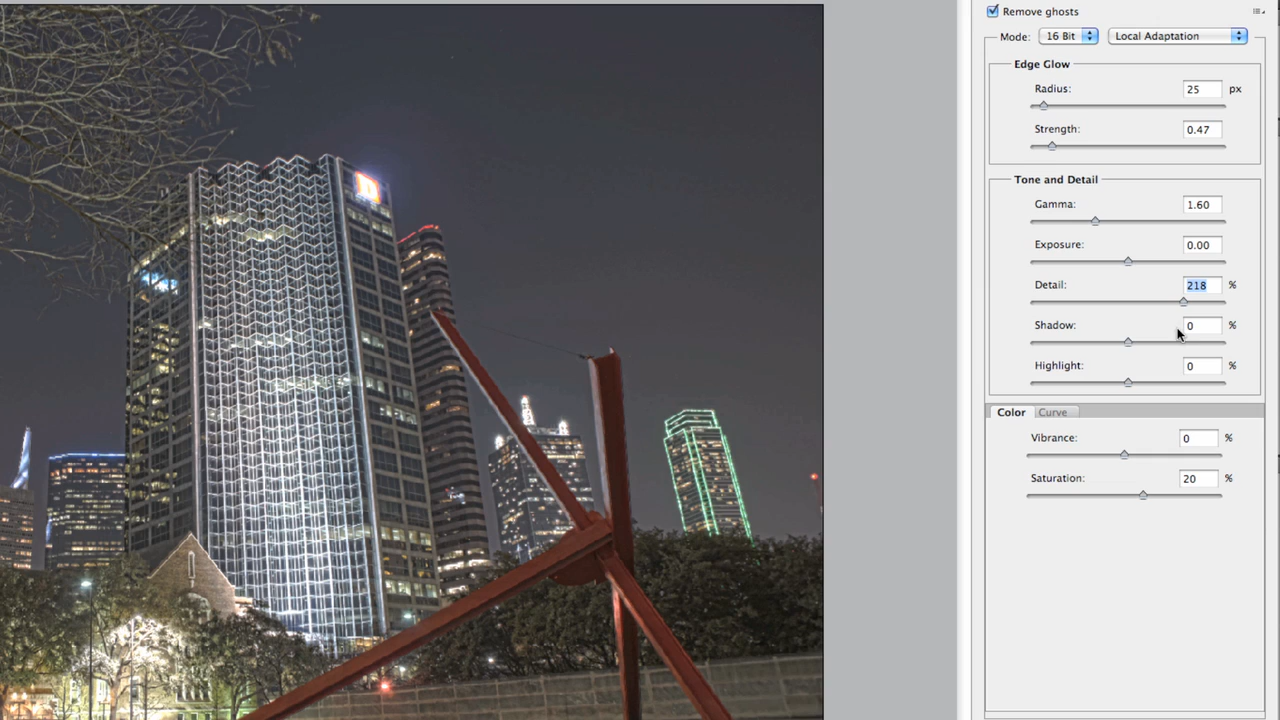 Remove ghosts
Mode: 16 Bit Local Adaptation
Edge Glow
Radius: 25 px
Strength: 0.47
Tone and Detail
Gamma: 1.60
Exposure: 0.00
Detail: 218 %
Shadow: 0 %
Highlight: 0 %
Color Curve
Vibrance: 0 %
Saturation: 20 %